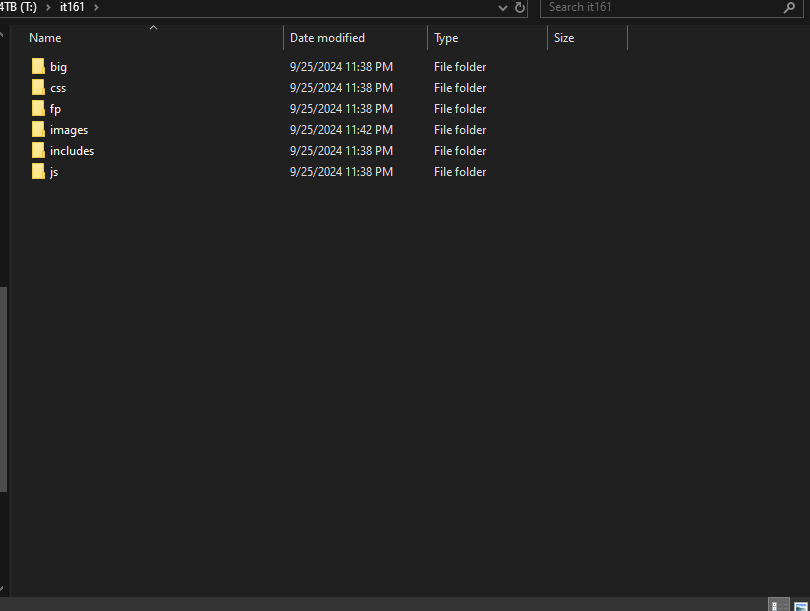 4TB (T:) > it161 >
Search it161
Name Date modified Type Size
big 9/25/2024 11:38 PM File folder
css 9/25/2024 11:38 PM File folder
fp 9/25/2024 11:38 PM File folder
images 9/25/2024 11:42 PM File folder
includes 9/25/2024 11:38 PM File folder
js 9/25/2024 11:38 PM File folder